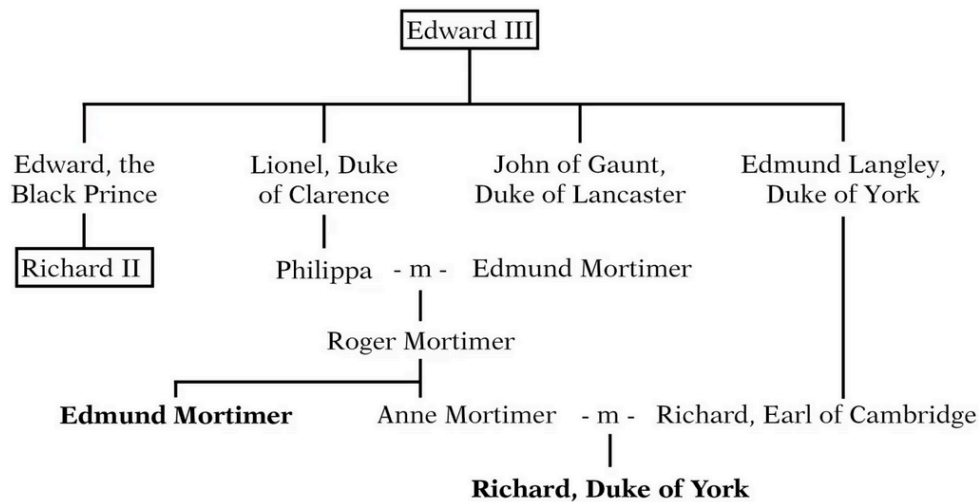 Edward III
Edward, the
Black Prince
Lionel, Duke
of Clarence
John of Gaunt,
Duke of Lancaster
Edmund Langley,
Duke of York
Richard II
Philippa - m - Edmund Mortimer
Roger Mortimer
Edmund Mortimer
Anne Mortimer - m - Richard, Earl of Cambridge
Richard, Duke of York